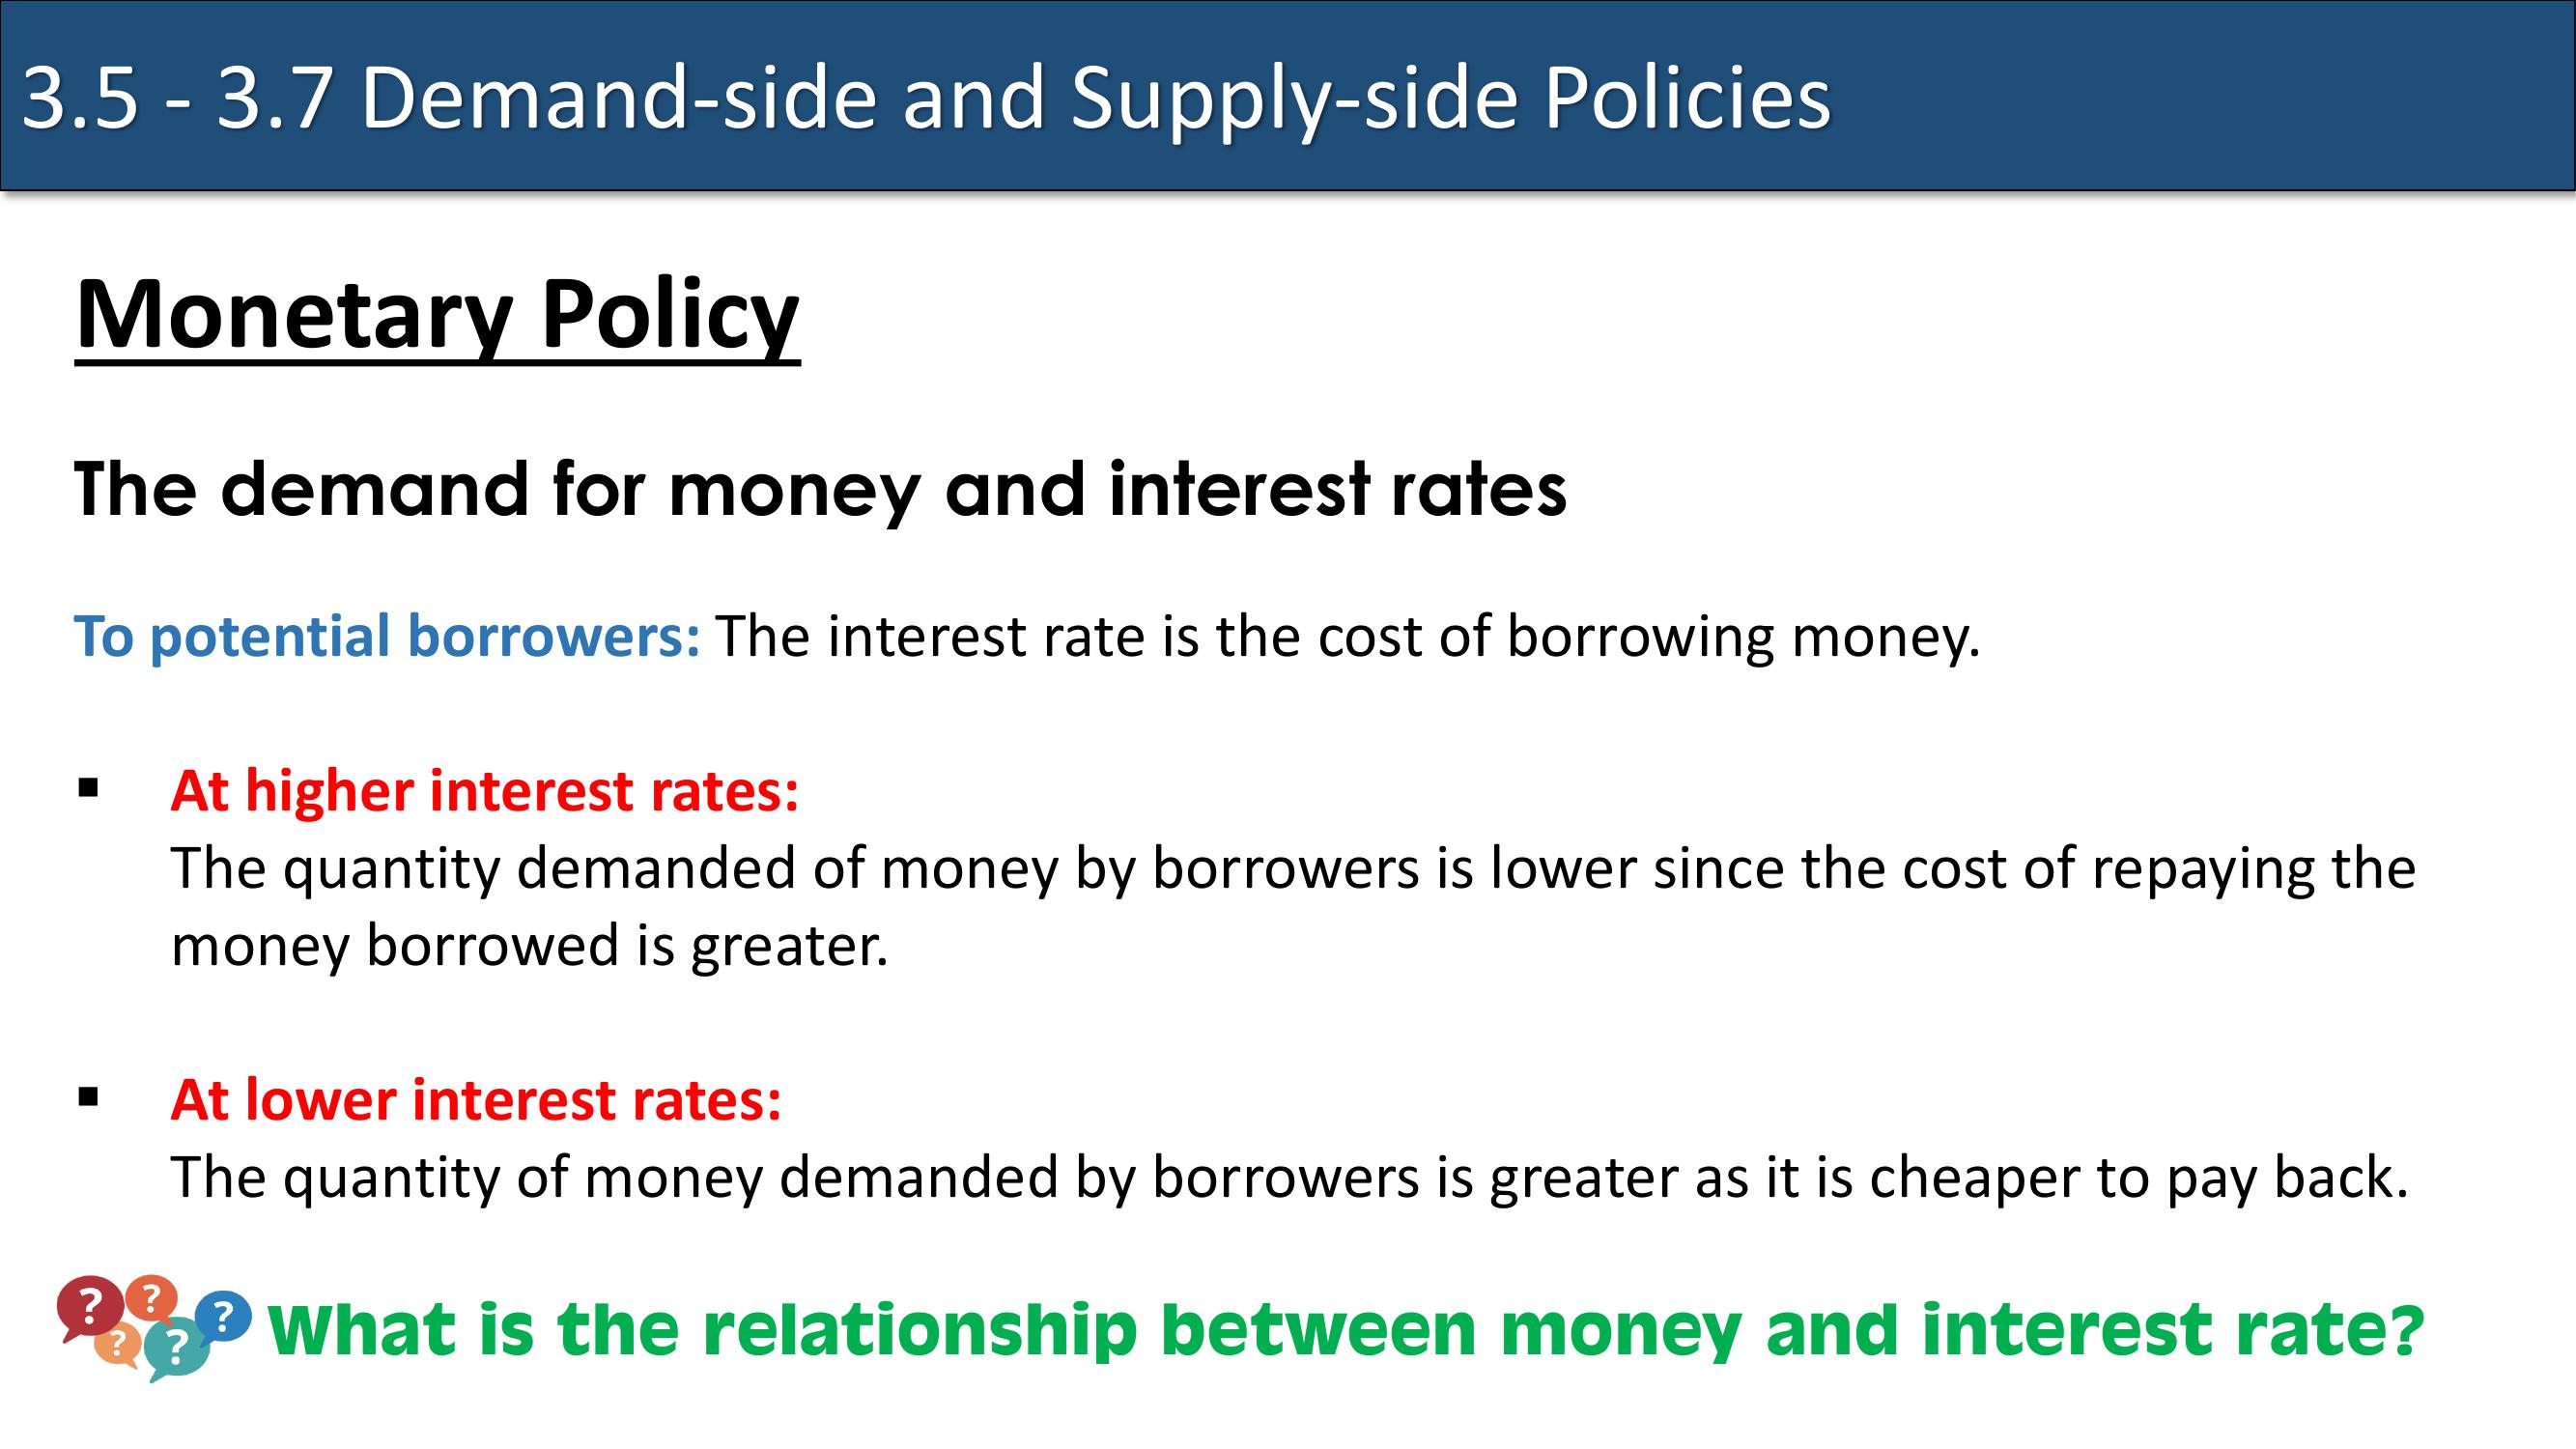 3.5 - 3.7 Demand-side and Supply-side Policies
Monetary Policy
The demand for money and interest rates
To potential borrowers: The interest rate is the cost of borrowing money.
▪ At higher interest rates:
The quantity demanded of money by borrowers is lower since the cost of repaying the
money borrowed is greater.
▪ At lower interest rates:
The quantity of money demanded by borrowers is greater as it is cheaper to pay back.
? ? ? ? ? What is the relationship between money and interest rate?